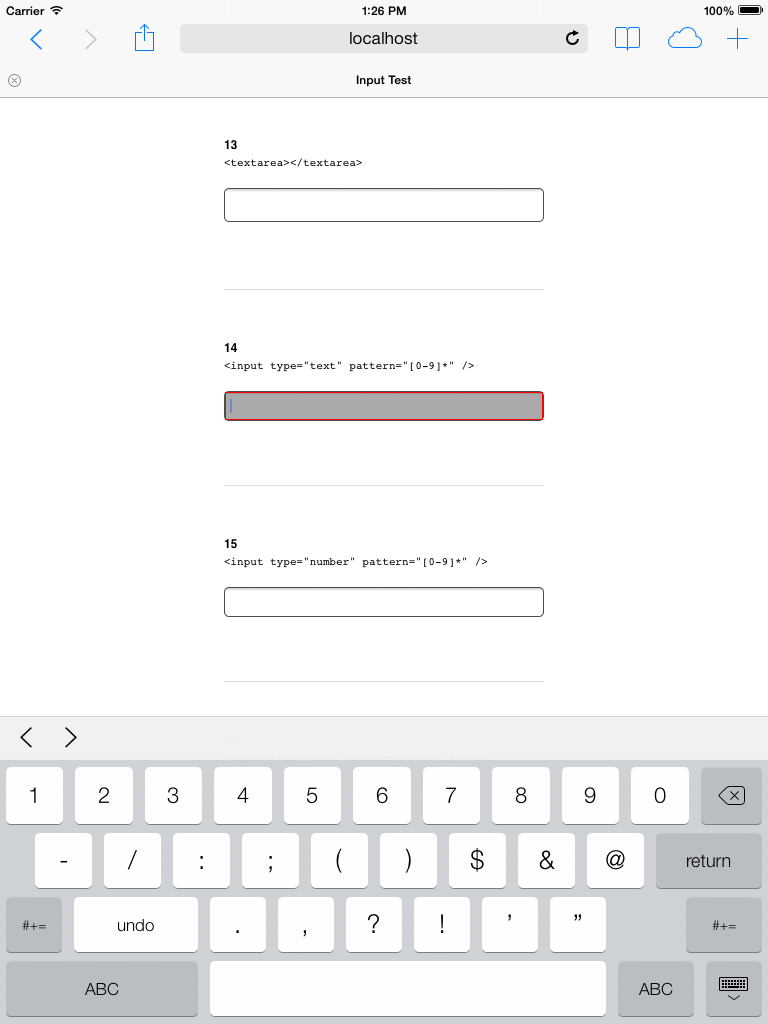 Carrier 1:26 PM 100%
localhost
Input Test
13
<textarea></textarea>
14
<input type="text" pattern="[0-9]*" />
15
<input type="number" pattern="[0-9]*" />
1 2 3 4 5 6 7 8 9 0
- / : ; ( ) $ & @ return
#+= undo . , ? ! ’ ” #+=
ABC ABC